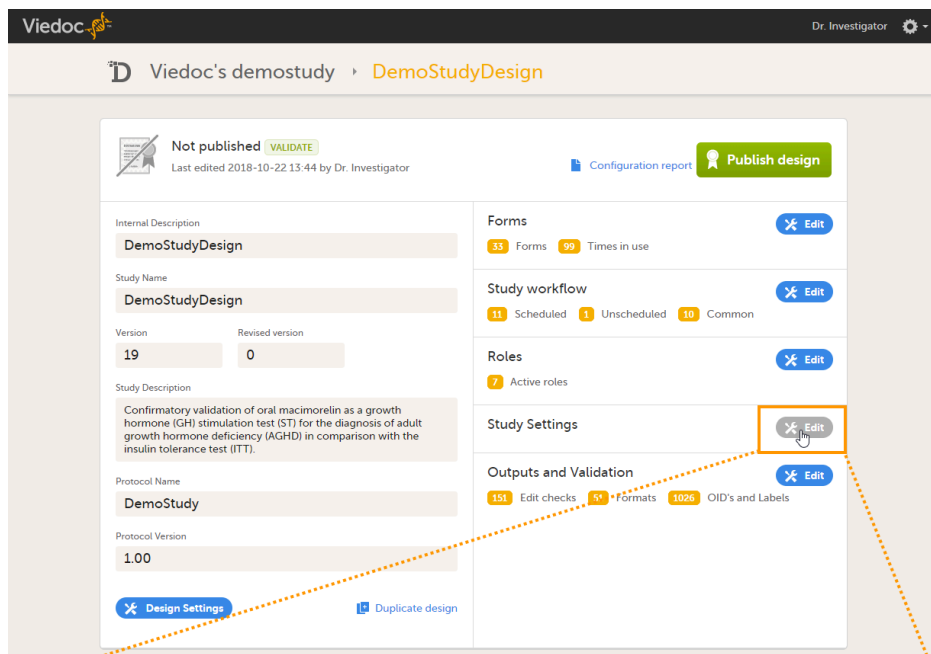 Viedoc
Dr. Investigator
Viedoc's demostudy
DemoStudyDesign
Not published VALIDATE
Last edited 2018-10-22 13:44 by Dr. Investigator
Configuration report
Publish design
Internal Description
DemoStudyDesign
Study Name
DemoStudyDesign
Version Revised version
19 0
Study Description
Confirmatory validation of oral macimorelin as a growth
hormone (GH) stimulation test (ST) for the diagnosis of adult
growth hormone deficiency (AGHD) in comparison with the
insulin tolerance test (ITT).
Protocol Name
DemoStudy
Protocol Version
1.00
Design Settings
Duplicate design
Forms
Edit
33 Forms 99 Times in use
Study workflow
Edit
11 Scheduled 1 Unscheduled 10 Common
Roles
Edit
7 Active roles
Study Settings
Edit
Outputs and Validation
Edit
151 Edit checks Formats 1026 OID's and Labels